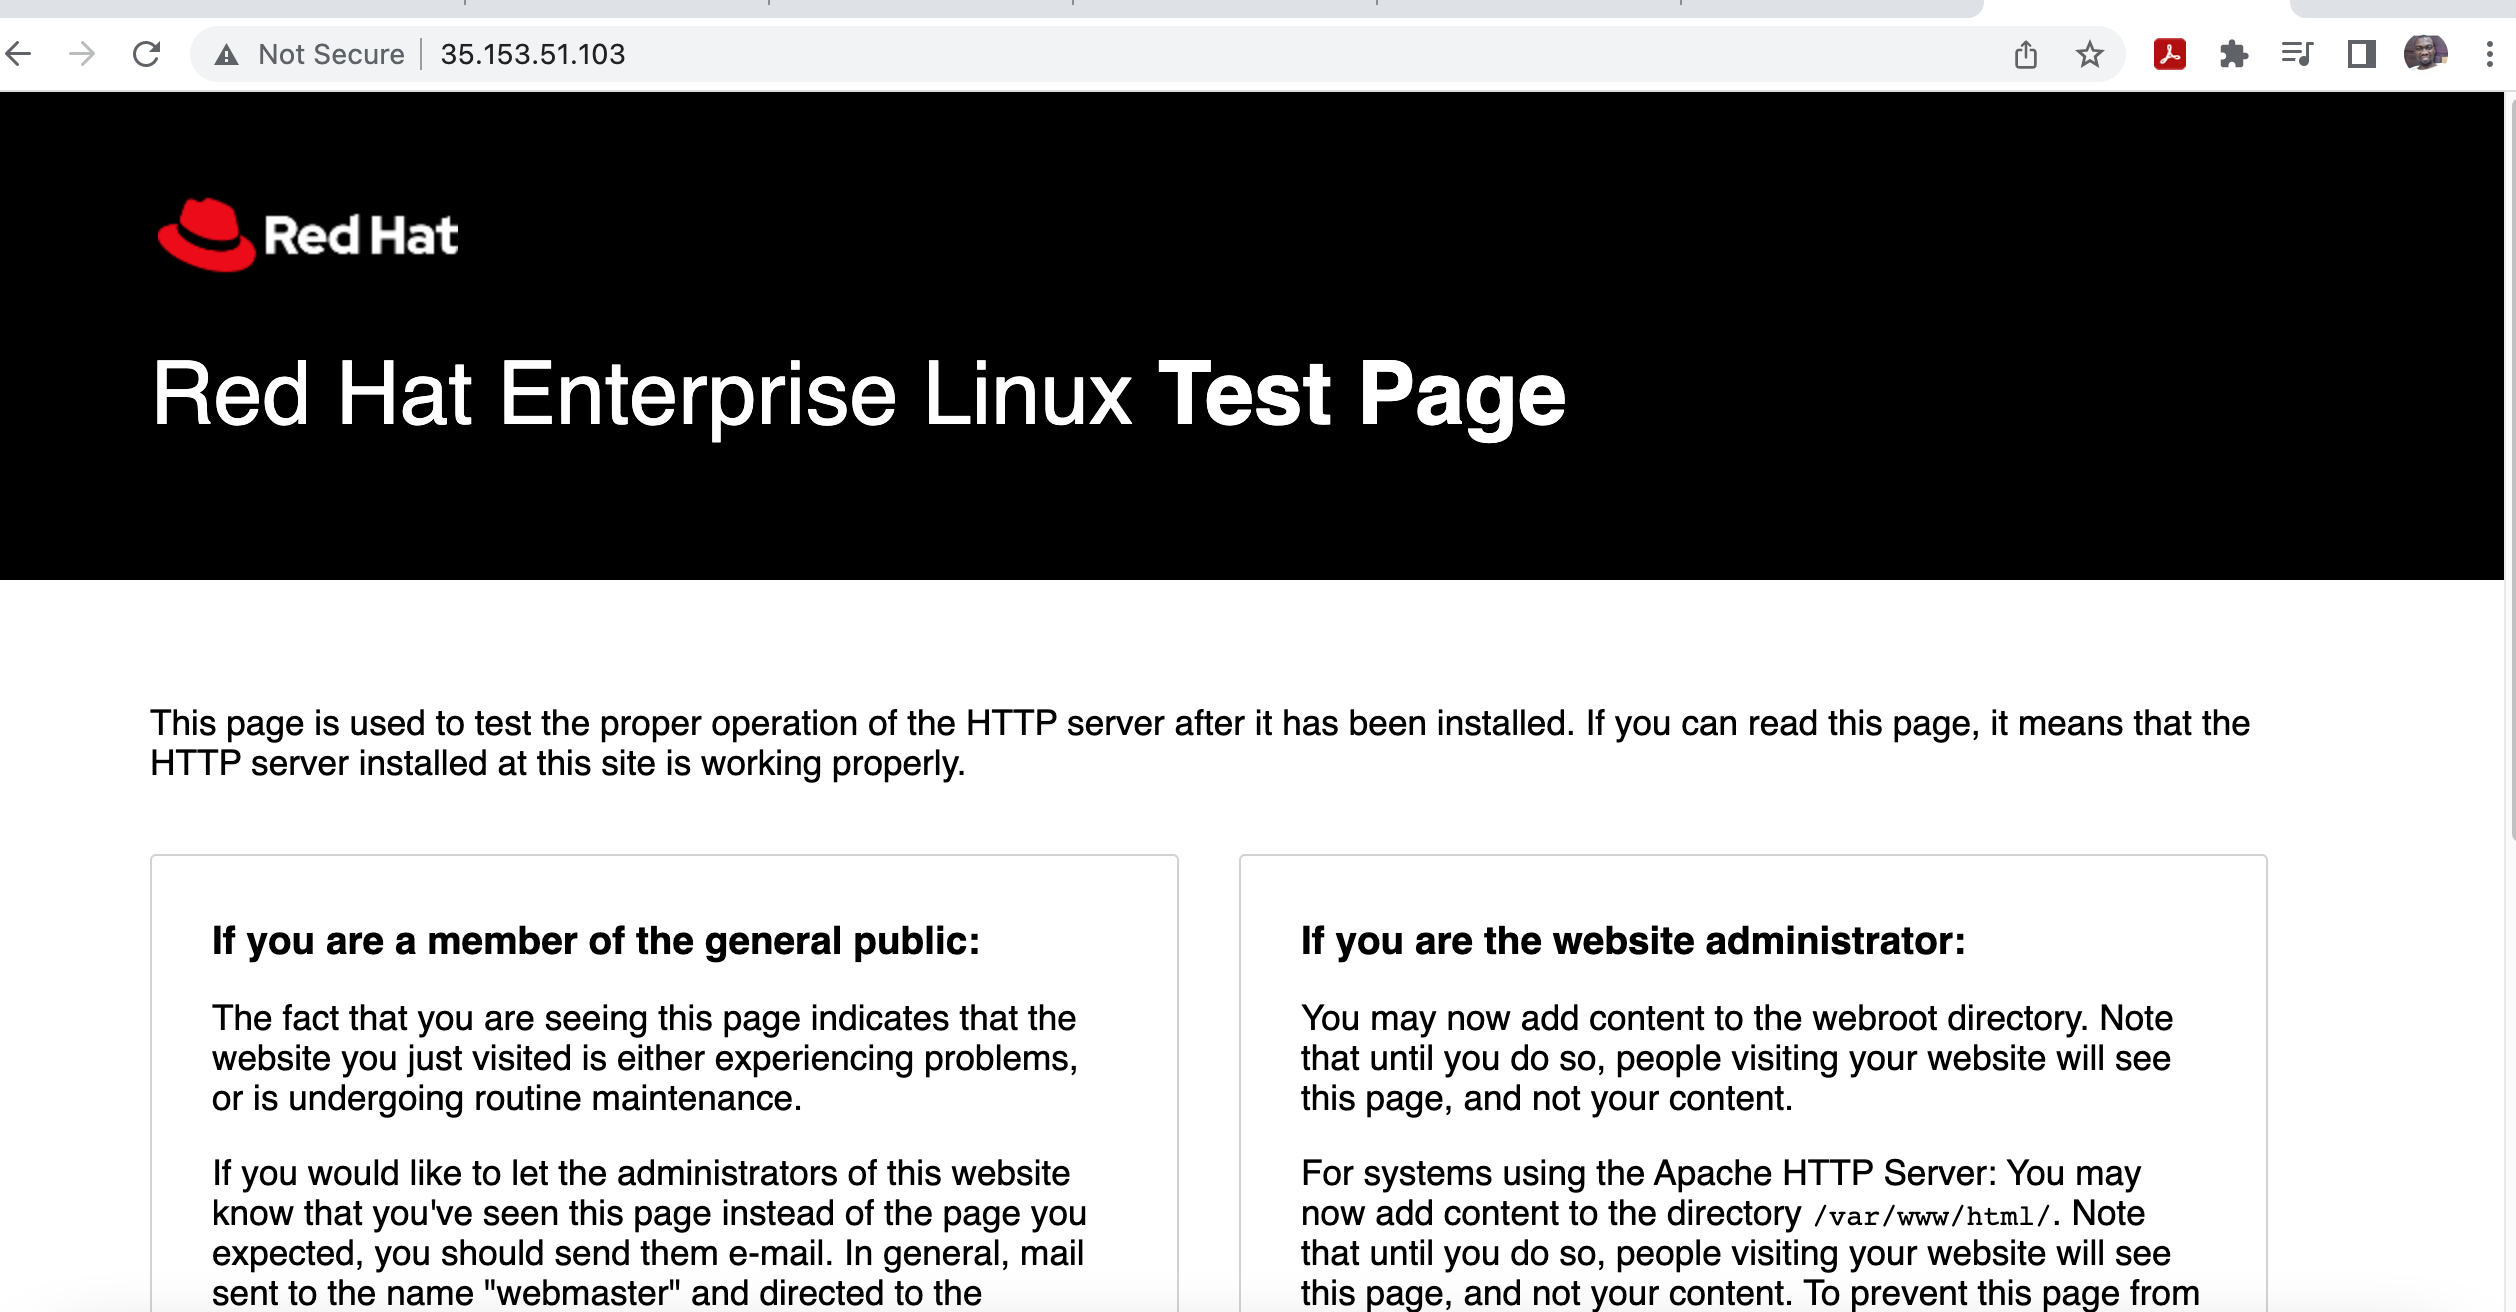 Not Secure | 35.153.51.103
Red Hat
Red Hat Enterprise Linux Test Page
This page is used to test the proper operation of the HTTP server after it has been installed. If you can read this page, it means that the
HTTP server installed at this site is working properly.
If you are a member of the general public:
The fact that you are seeing this page indicates that the
website you just visited is either experiencing problems,
or is undergoing routine maintenance.
If you would like to let the administrators of this website
know that you've seen this page instead of the page you
expected, you should send them e-mail. In general, mail
sent to the name "webmaster" and directed to the
If you are the website administrator:
You may now add content to the webroot directory. Note
that until you do so, people visiting your website will see
this page, and not your content.
For systems using the Apache HTTP Server: You may
now add content to the directory /var/www/html/. Note
that until you do so, people visiting your website will see
this page, and not your content. To prevent this page from